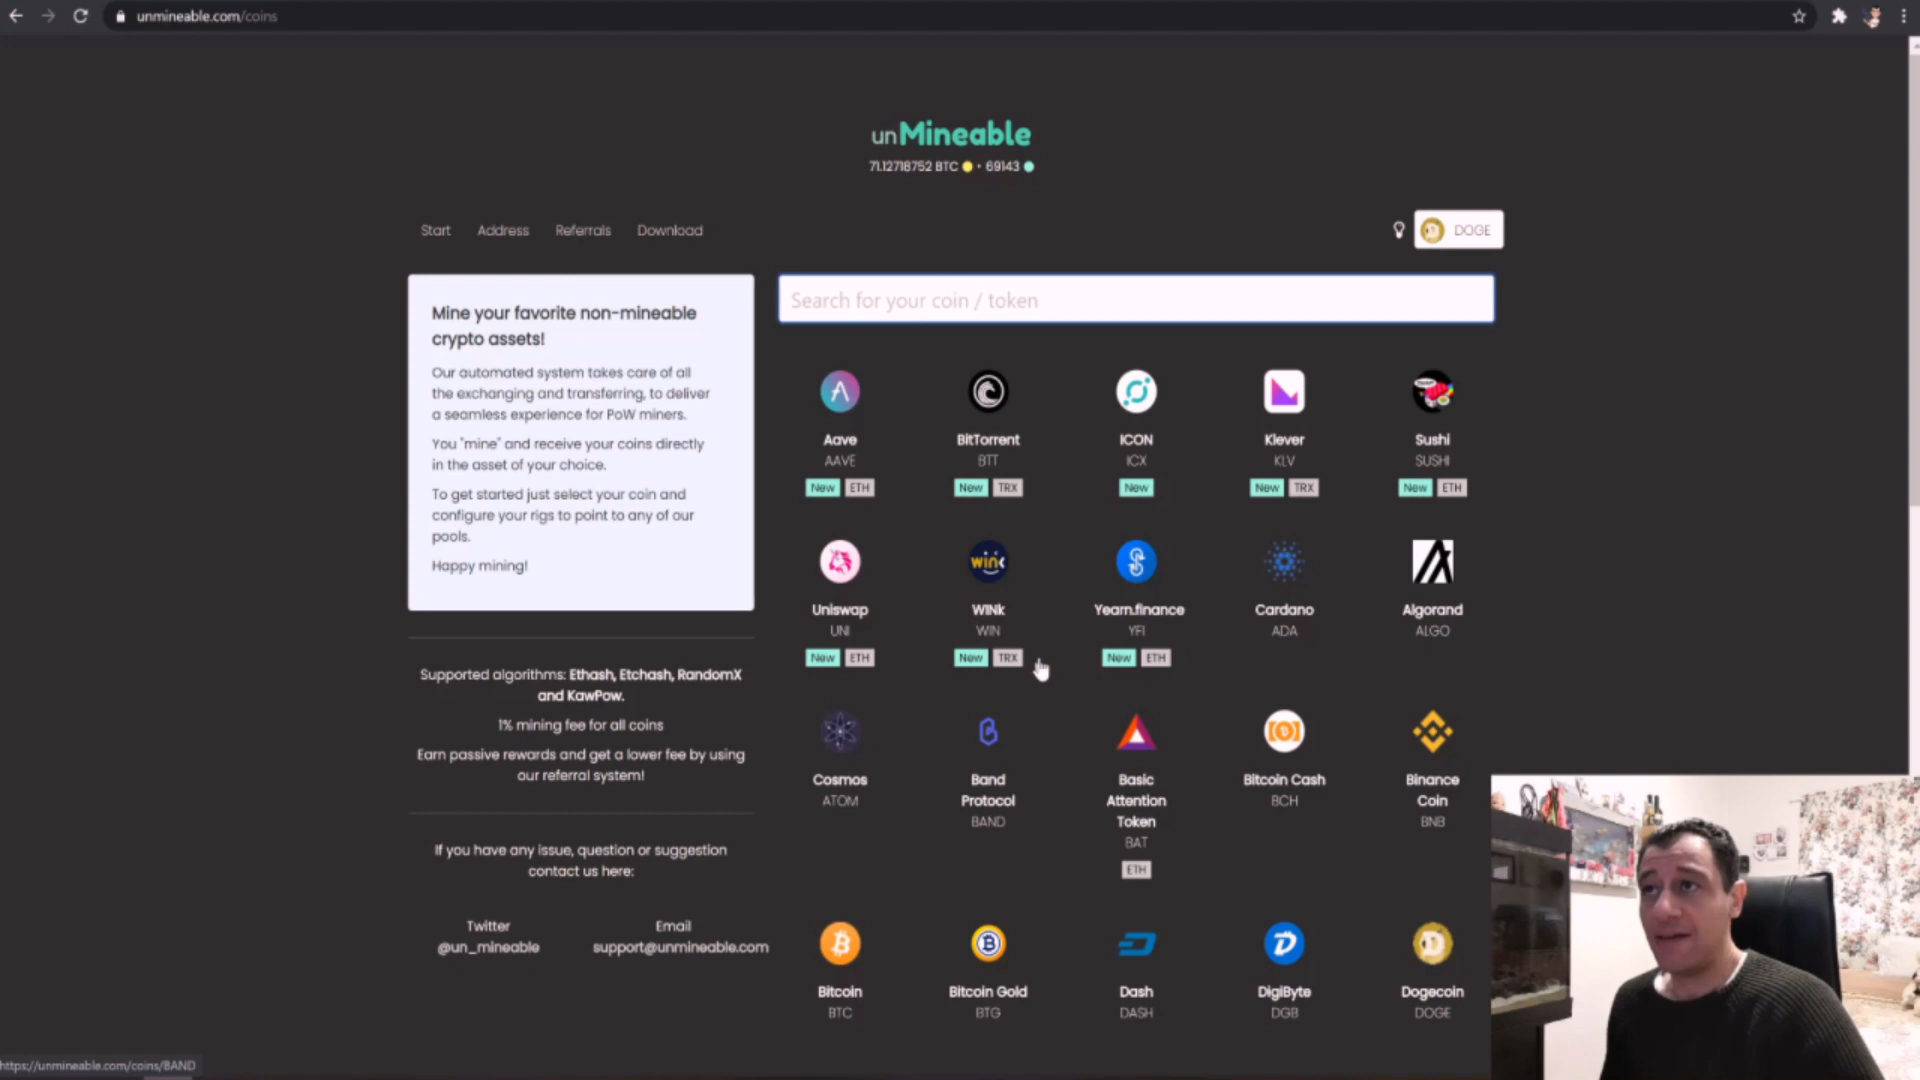 unmineable.com/coins
unMineable
71.12718752 BTC • 69143
Start Address Referrals Download
DOGE
Mine your favorite non-mineable
crypto assets!
Our automated system takes care of all
the exchanging and transferring, to deliver
a seamless experience for PoW miners.
You "mine" and receive your coins directly
in the asset of your choice.
To get started just select your coin and
configure your rigs to point to any of our
pools.
Happy mining!
Supported algorithms: Ethash, Etchash, RandomX
and KawPow.
1% mining fee for all coins
Earn passive rewards and get a lower fee by using
our referral system!
If you have any issue, question or suggestion
contact us here:
Twitter Email
@un_mineable support@unmineable.com
Search for your coin / token
Aave BitTorrent ICON Klever Sushi
AAVE BTT ICX KLV SUSHI
New ETH New TRX New New TRX New ETH
wink
Uniswap WINk Yearn.finance Cardano Algorand
UNI WIN YFI ADA ALGO
New ETH New TRX New ETH
Cosmos Band Basic Bitcoin Cash Binance
ATOM Protocol Attention BCH Coin
BAND Token BNB
BAT
ETH
Bitcoin Bitcoin Gold Dash DigiByte Dogecoin
BTC BTG DASH DGB DOGE
https://unmineable.com/coins/BAND